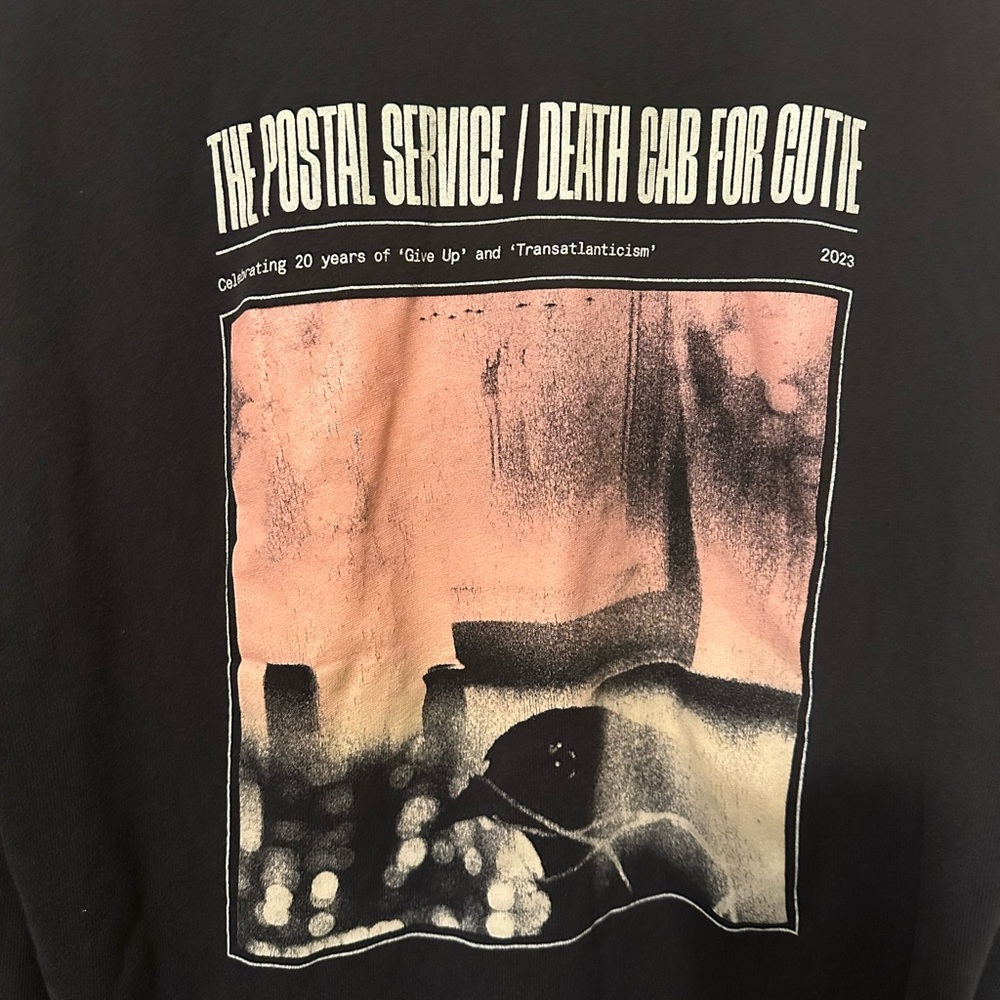 THE POSTAL SERVICE / DEATH CAB FOR CUTIE
Celebrating 20 years of ‘Give Up’ and ‘Transatlanticism’ 2023